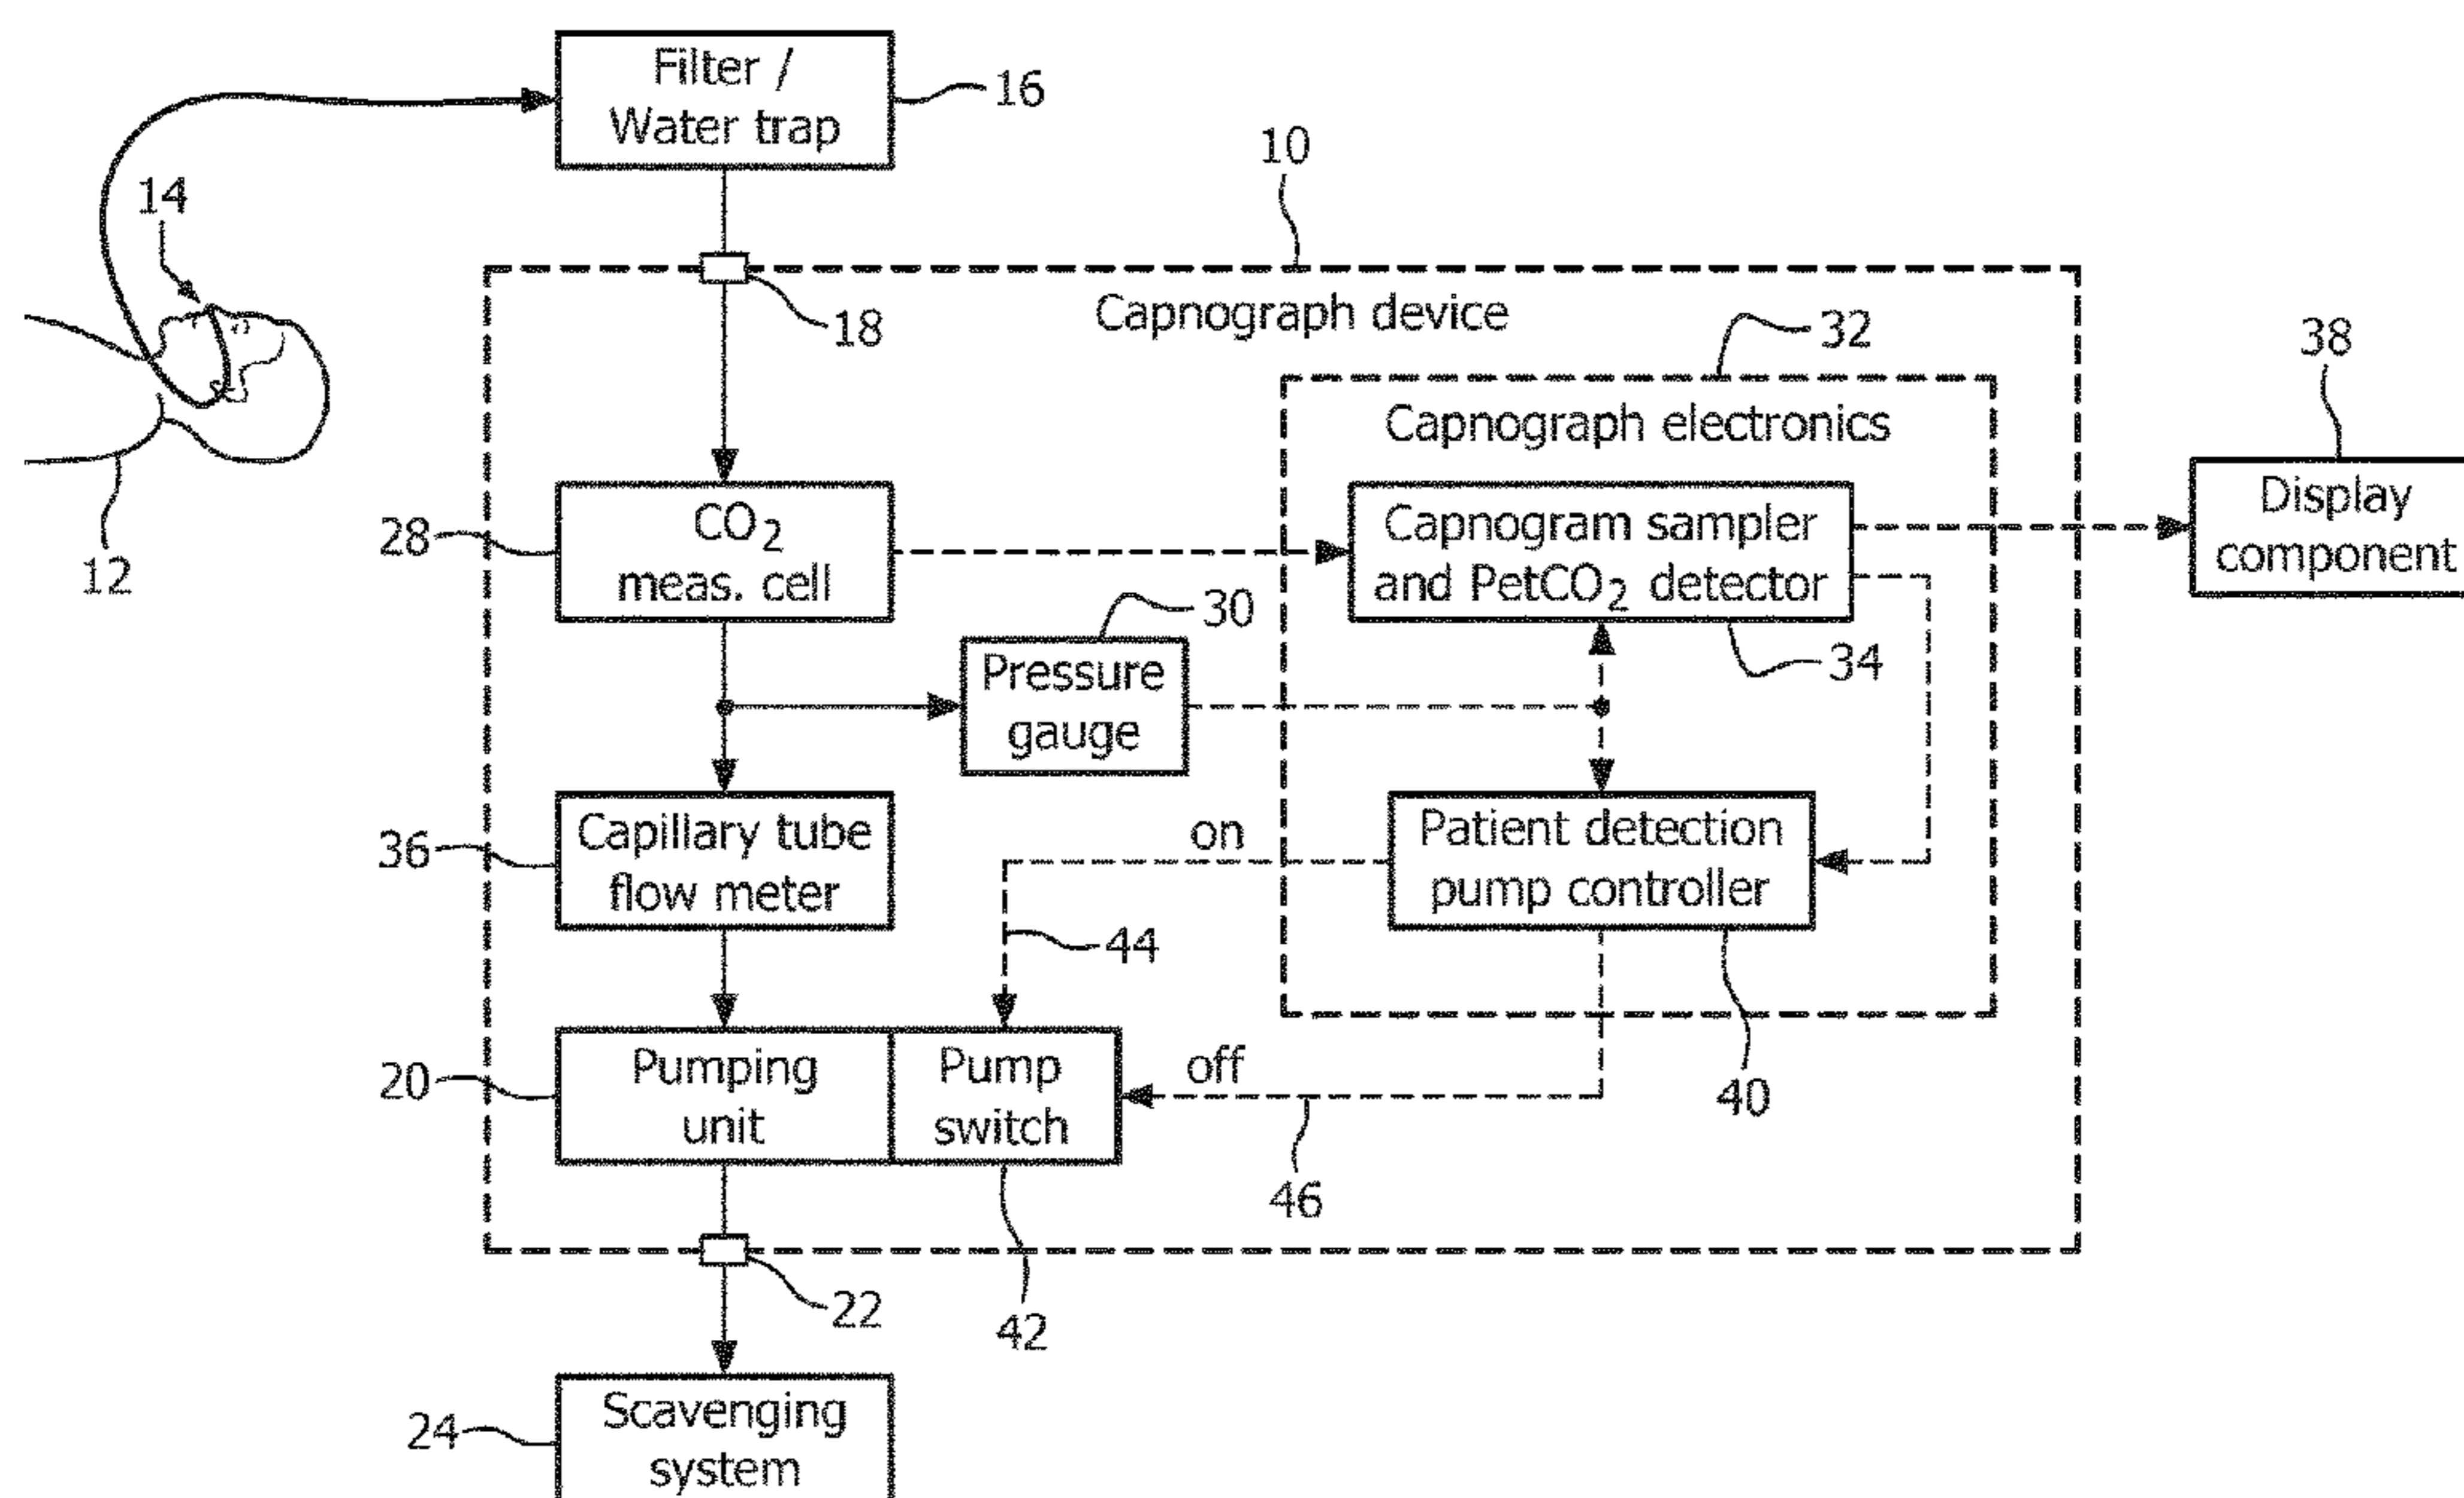 Filter /
Water trap
16
10
14
18
Capnograph device
32
38
Capnograph electronics
28
CO₂
meas. cell
Capnogram sampler
and PetCO₂ detector
Display
component
12
30
34
Pressure
gauge
36
Capillary tube
flow meter
on
Patient detection
pump controller
44
20
Pumping
unit
Pump
switch
off
40
46
22
42
24
Scavenging
system